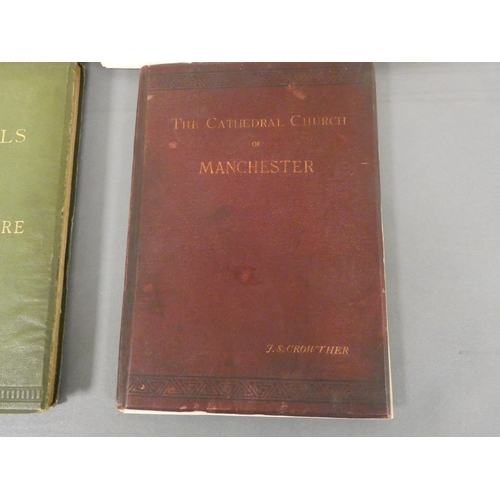 LS
RE
THE CATHEDRAL CHURCH
OF
MANCHESTER
J. S. CROWTHER